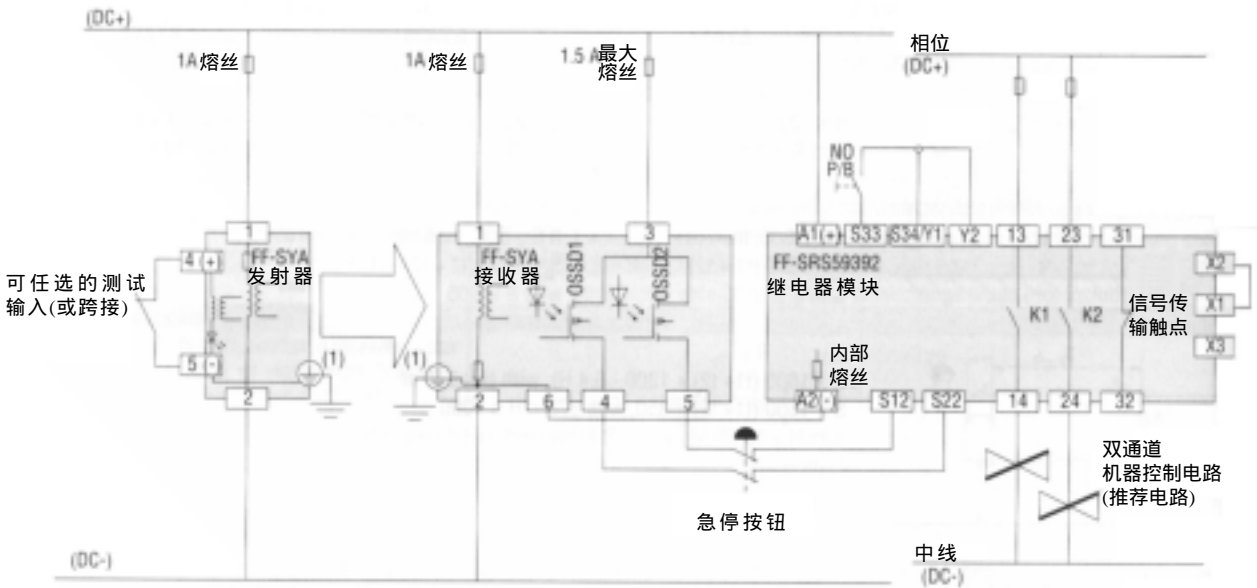 (DC+)
相位
(DC+)
1A熔丝
1A熔丝
1.5 A最大
熔丝
NO
P/B
1
1
3
A1(+)
S33
S34/Y1
Y2
13
23
31
4
+
FF-SYA
发射器
FF-SYA
接收器
OSSD1
OSSD2
FF-SRS59392
继电器模块
X2
可任选的测试
输入(或跨接)
K1
K2
信号传
输触点
X1
X3
5
-
(1)
(1)
内部
熔丝
2
2
6
4
5
A2(-)
S12
S22
14
24
32
急停按钮
双通道
机器控制电路
(推荐电路)
(DC-)
中线
(DC-)